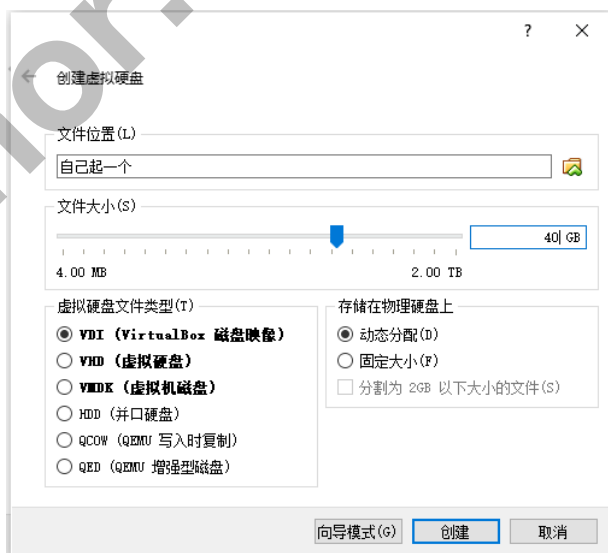 ? ×
← 创建虚拟硬盘
文件位置(L)
自己起一个
文件大小(S)
40 GB
4.00 MB 2.00 TB
虚拟硬盘文件类型(T) 存储在物理硬盘上
VDI (VirtualBox 磁盘映像) 动态分配(D)
VHD (虚拟硬盘) 固定大小(F)
VMDK (虚拟机磁盘) 分割为 2GB 以下大小的文件(S)
HDD (并口硬盘)
QCOW (QEMU 写入时复制)
QED (QEMU 增强型磁盘)
向导模式(G) 创建 取消